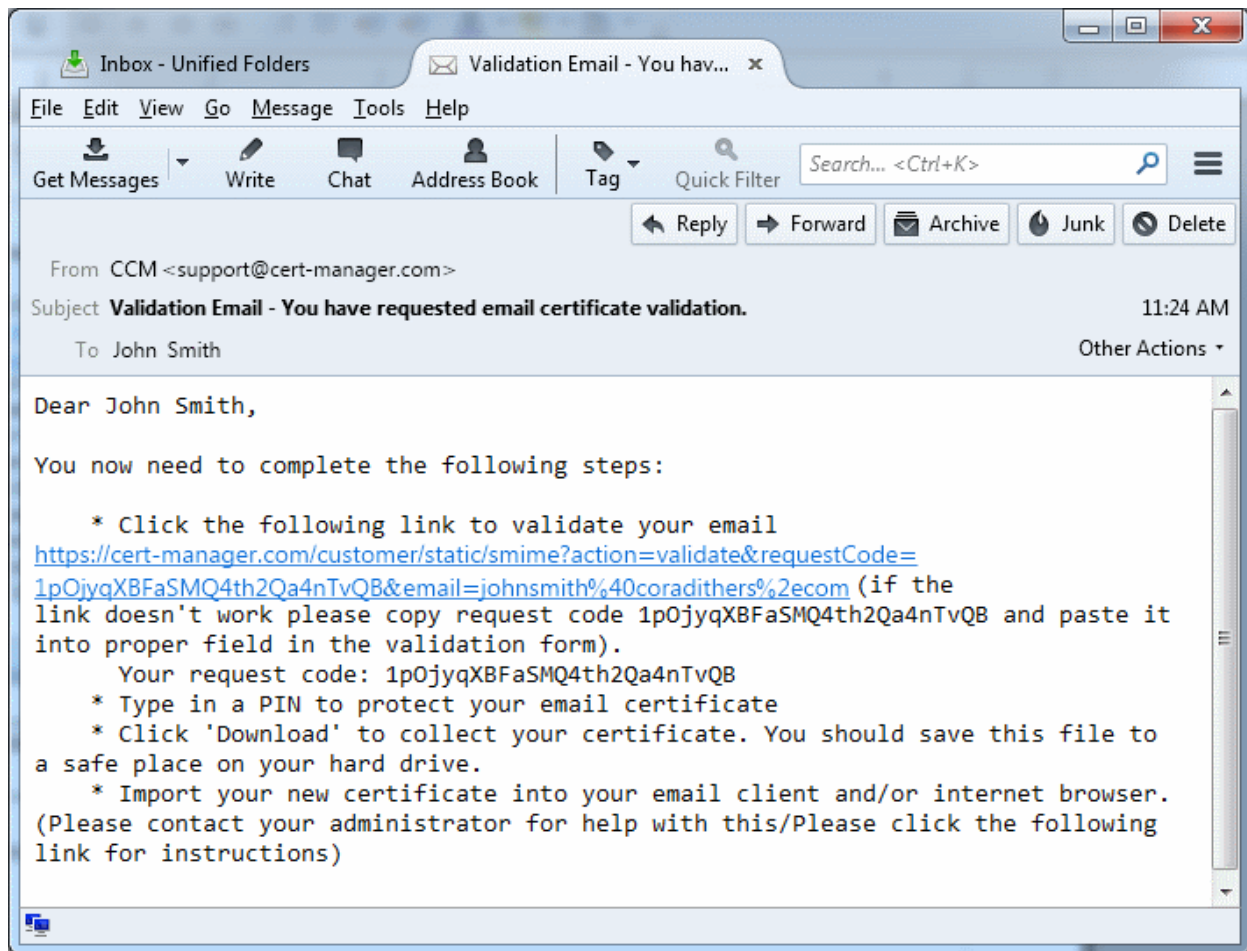 Inbox - Unified Folders
Validation Email - You hav...
File Edit View Go Message Tools Help
Get Messages Write Chat Address Book Tag Quick Filter Search... <Ctrl+K>
Reply Forward Archive Junk Delete
From CCM <support@cert-manager.com>
Subject Validation Email - You have requested email certificate validation. 11:24 AM
To John Smith Other Actions
Dear John Smith,
You now need to complete the following steps:
* Click the following link to validate your email
https://cert-manager.com/customer/static/smime?action=validate&requestCode=
1pOjyqXBFaSMQ4th2Qa4nTvQB&email=johnsmith%40coradithers%2ecom (if the
link doesn't work please copy request code 1pOjyqXBFaSMQ4th2Qa4nTvQB and paste it
into proper field in the validation form).
Your request code: 1pOjyqXBFaSMQ4th2Qa4nTvQB
* Type in a PIN to protect your email certificate
* Click 'Download' to collect your certificate. You should save this file to
a safe place on your hard drive.
* Import your new certificate into your email client and/or internet browser.
(Please contact your administrator for help with this/Please click the following
link for instructions)